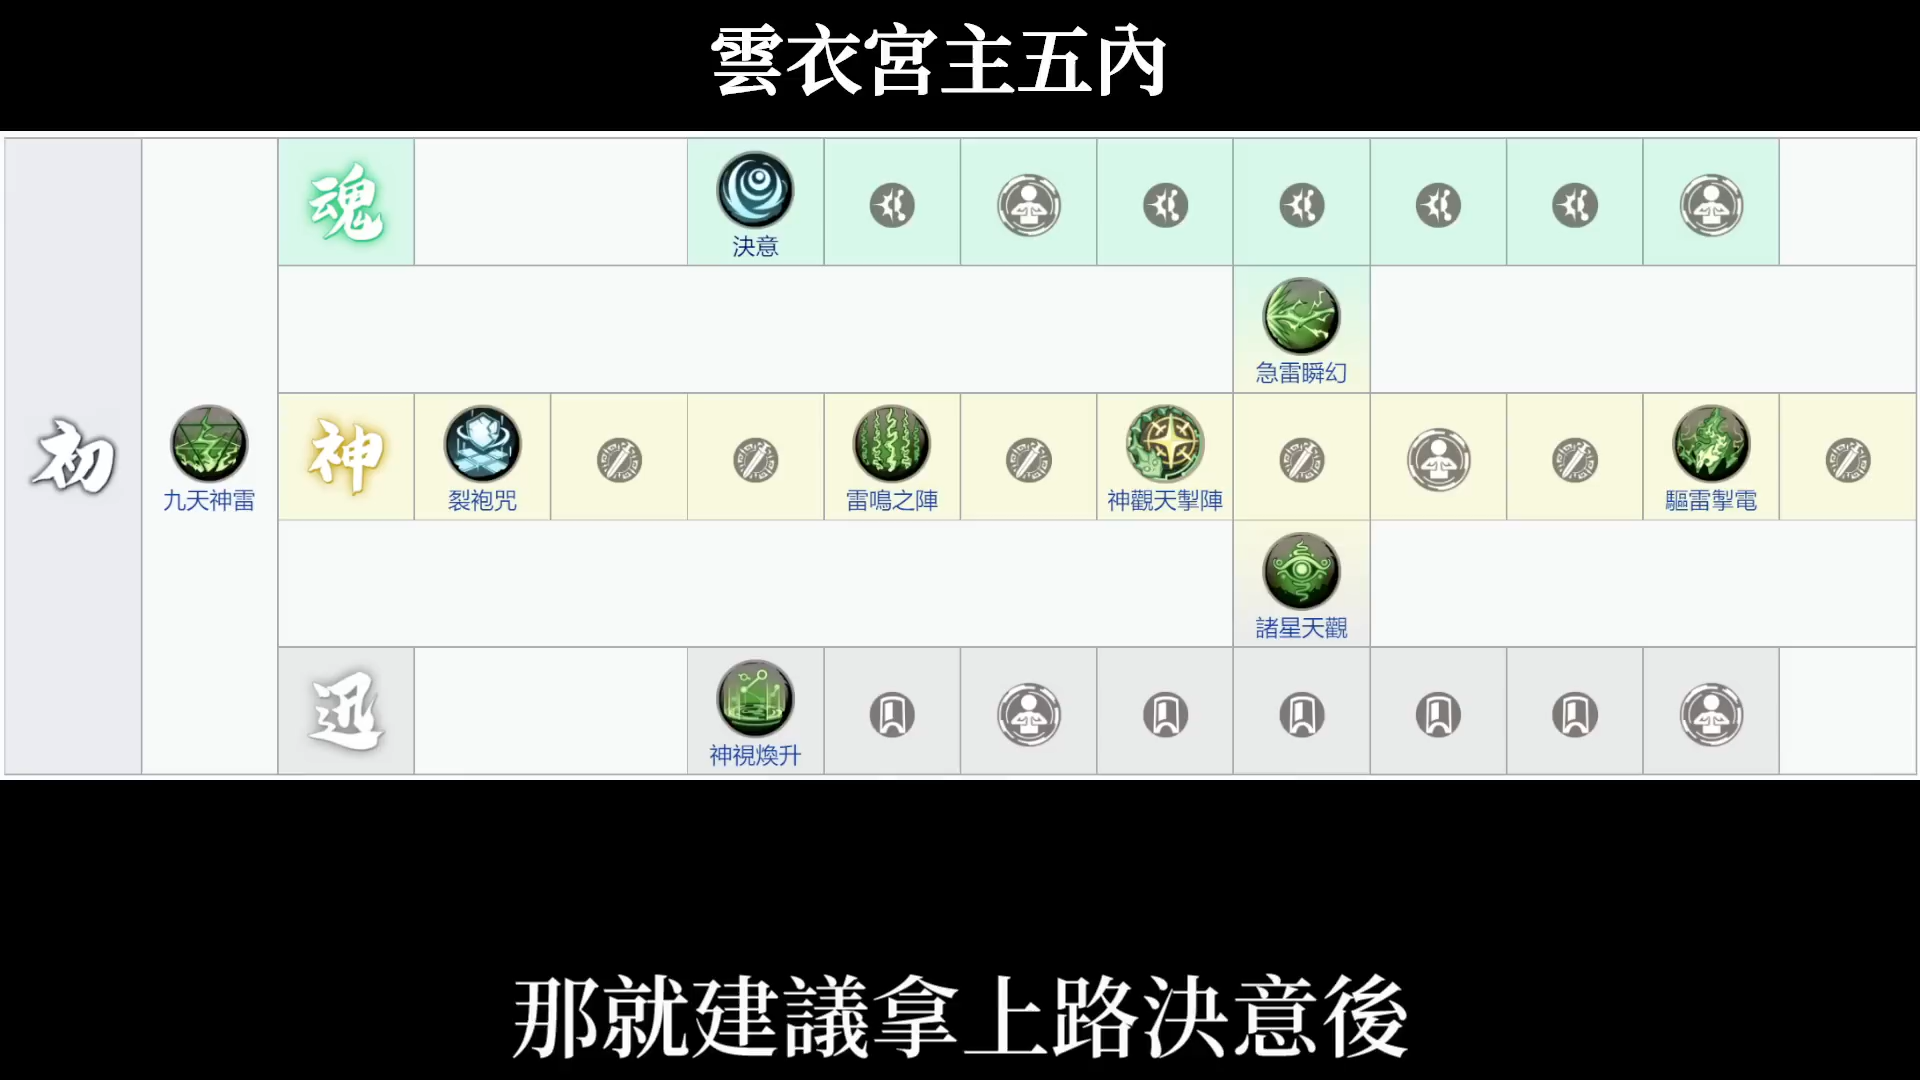 雲衣宮主五內
魂
決意
急雷瞬幻
初
九天神雷
神
裂袍咒
雷鳴之陣
神觀天掣陣
驅雷掣電
諸星天觀
迅
神視煥升
那就建議拿上路決意後